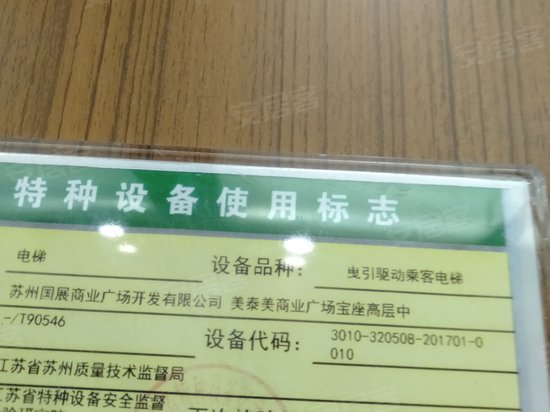 特种设备使用标志
电梯 设备品种: 曳引驱动乘客电梯
苏州国展商业广场开发有限公司 美泰美商业广场宝座高层中
-/T90546
设备代码: 3010-320508-201701-0
010
江苏省苏州质量技术监督局
江苏省特种设备安全监督
安居客